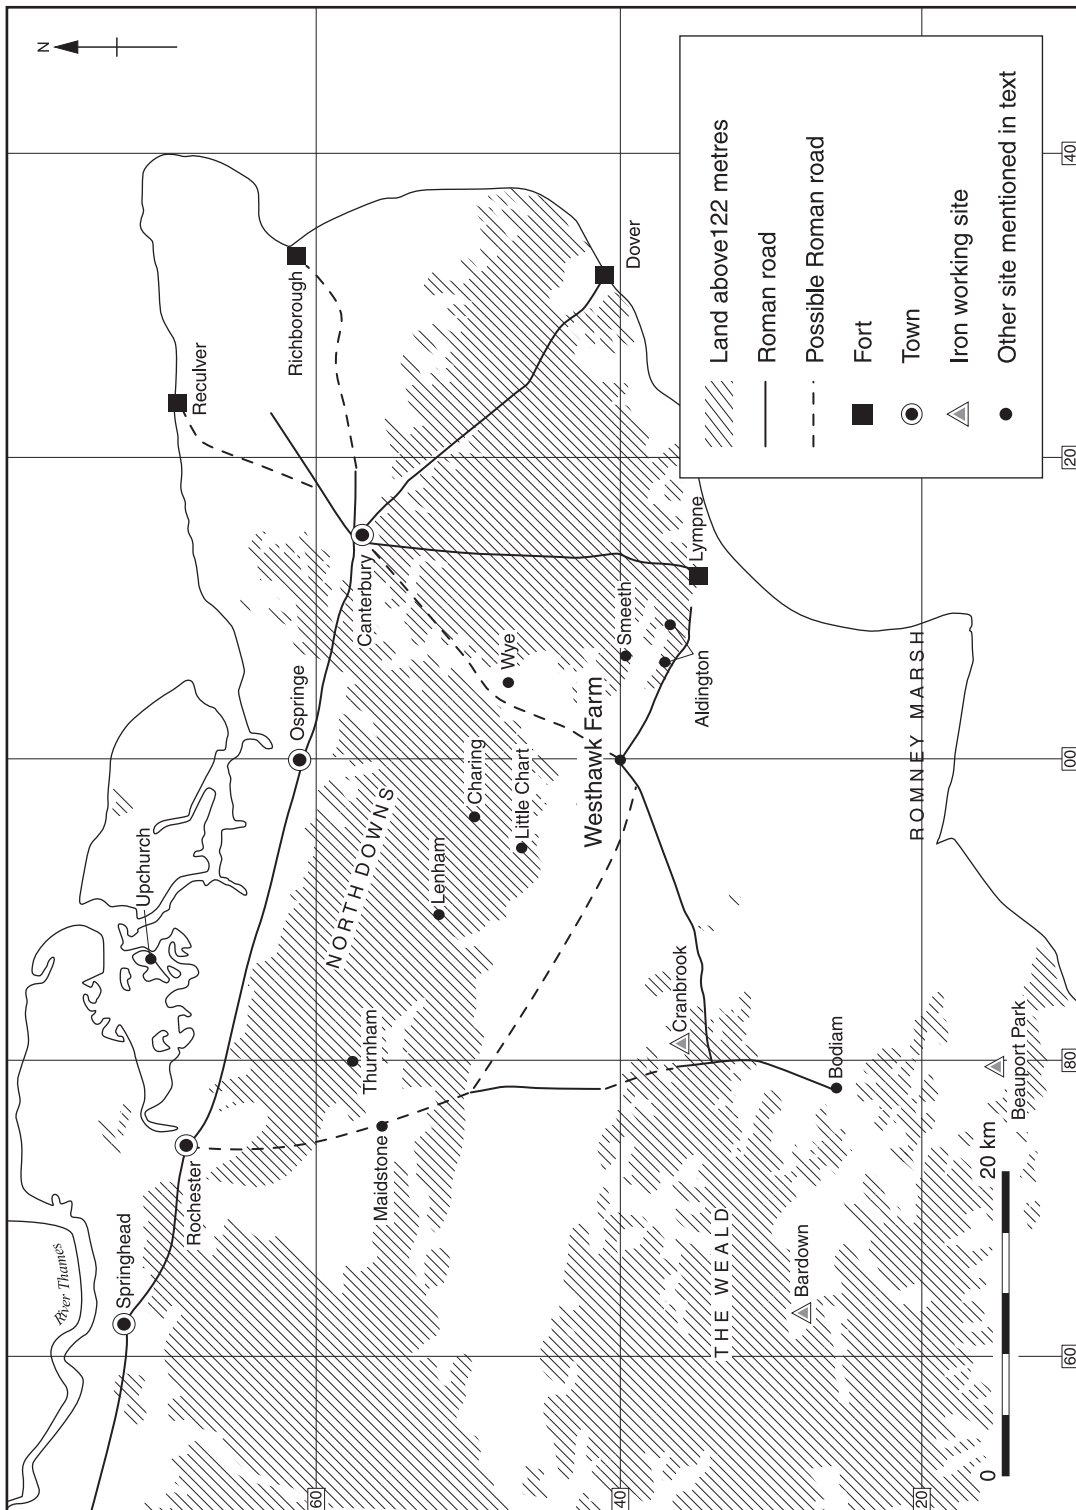 N
River Thames
Springhead
Rochester
Upchurch
Ospringe
Reculver
Richborough
Canterbury
Thurnham
Maidstone
NORTH DOWNS
Lenham
Charing
Little Chart
Wye
Westhawk Farm
Smeeth
Aldington
Lympne
Dover
Cranbrook
Bodiam
THE WEALD
Bardown
Beauport Park
ROMNEY MARSH
60
40
20
60
80
00
20
40
0
20 km
Land above122 metres
Roman road
Possible Roman road
Fort
Town
Iron working site
Other site mentioned in text